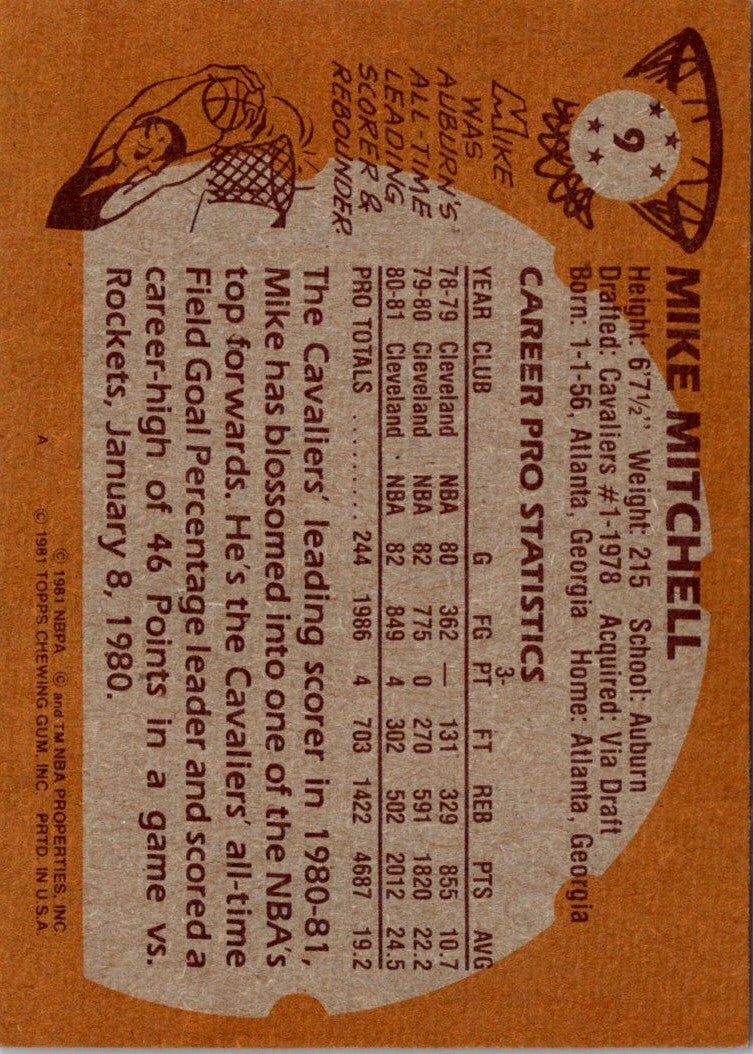 9
MIKE MITCHELL
Height: 6'7½" Weight: 215 School: Auburn
Drafted: Cavaliers #1-1978 Acquired: Via Draft
Born: 1-1-56, Atlanta, Georgia Home: Atlanta, Georgia
CAREER PRO STATISTICS
3-
YEAR CLUB G FG PT FT REB PTS AVG
78-79 Cleveland NBA 80 362 — 131 329 855 10.7
79-80 Cleveland NBA 82 775 0 270 591 1820 22.2
80-81 Cleveland NBA 82 849 4 302 502 2012 24.5
PRO TOTALS .......... 244 1986 4 703 1422 4687 19.2
The Cavaliers' leading scorer in 1980-81,
Mike has blossomed into one of the NBA's
top forwards. He's the Cavaliers' all-time
Field Goal Percentage leader and scored a
career-high of 46 Points in a game vs.
Rockets, January 8, 1980.
MIKE
WAS
AUBURN'S
ALL-TIME
LEADING
SCORER &
REBOUNDER.
© 1981 NBPA © and TM NBA PROPERTIES, INC.
A © 1981 TOPPS CHEWING GUM, INC. PRTD. IN U.S.A.